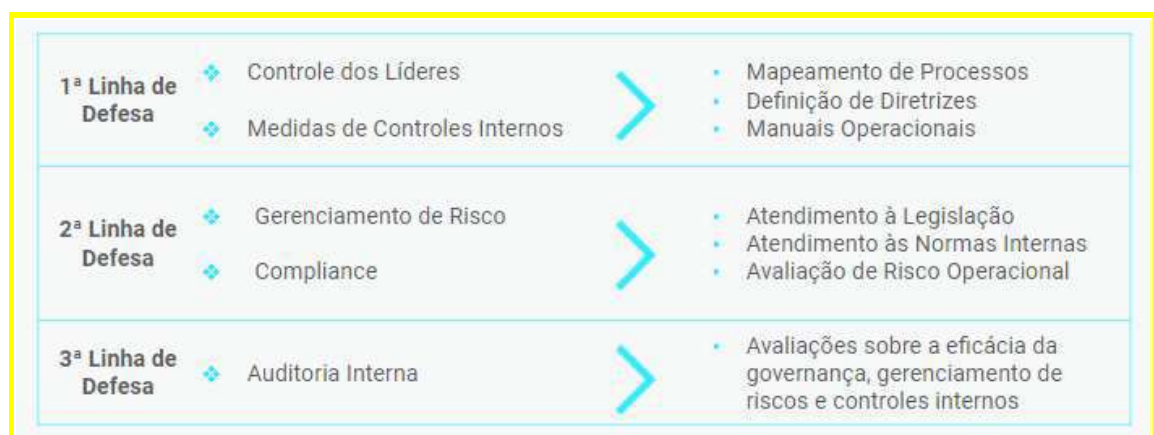 1ª Linha de
Defesa
Controle dos Líderes
Medidas de Controles Internos
Mapeamento de Processos
Definição de Diretrizes
Manuais Operacionais
2ª Linha de
Defesa
Gerenciamento de Risco
Compliance
Atendimento à Legislação
Atendimento às Normas Internas
Avaliação de Risco Operacional
3ª Linha de
Defesa
Auditoria Interna
Avaliações sobre a eficácia da
governança, gerenciamento de
riscos e controles internos